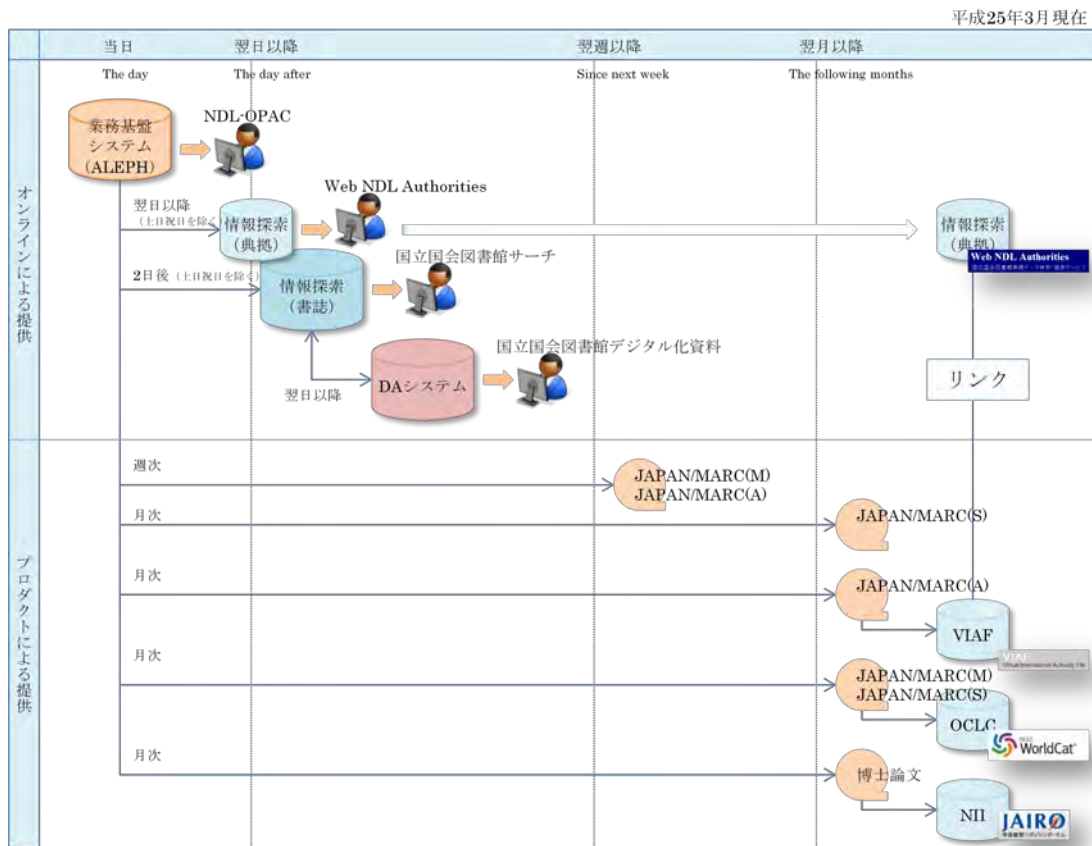 平成25年3月現在
当日 翌日以降 翌週以降 翌月以降
The day The day after Since next week The following months
オンラインによる提供
業務基盤
システム
(ALEPH)
NDL-OPAC
翌日以降
(土日祝日を除く)
情報探索
(典拠)
Web NDL Authorities
情報探索
(典拠)
Web NDL Authorities
2日後(土日祝日を除く)
情報探索
(書誌)
国立国会図書館サーチ
翌日以降
DAシステム
国立国会図書館デジタル化資料
リンク
プロダクトによる提供
週次
JAPAN/MARC(M)
JAPAN/MARC(A)
月次
JAPAN/MARC(S)
月次
JAPAN/MARC(A)
VIAF
VIAF
Virtual International Authority File
月次
JAPAN/MARC(M)
JAPAN/MARC(S)
OCLC
WorldCat®
月次
博士論文
NII
JAIRO